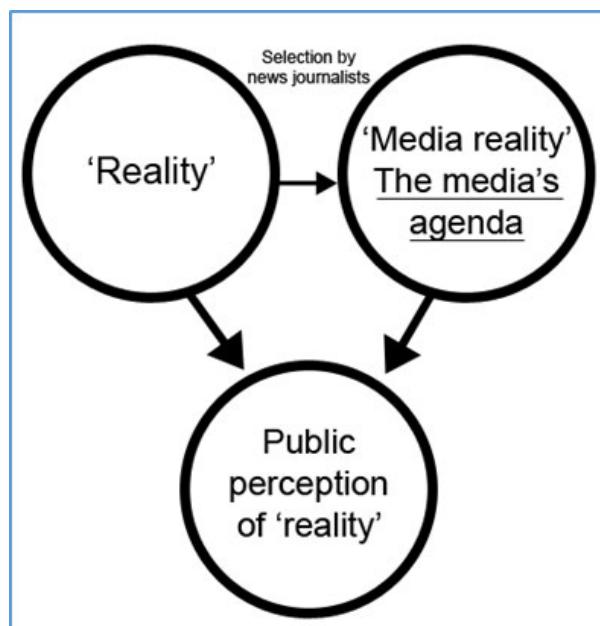 Selection by
news journalists
‘Reality’
‘Media reality’
The media’s
agenda
Public
perception
of ‘reality’